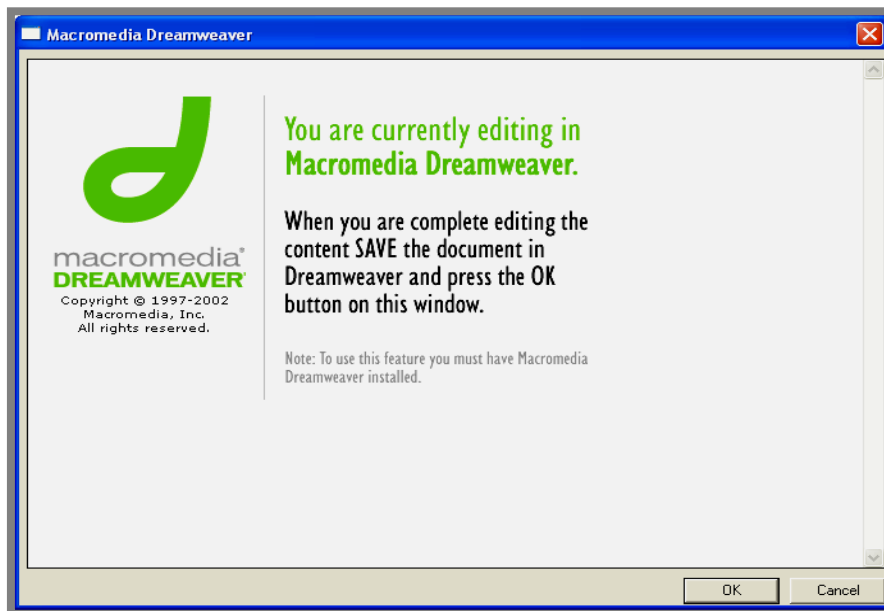 Macromedia Dreamweaver
You are currently editing in
Macromedia Dreamweaver.
When you are complete editing the
content SAVE the document in
Dreamweaver and press the OK
button on this window.
Note: To use this feature you must have Macromedia
Dreamweaver installed.
macromedia®
DREAMWEAVER®
Copyright © 1997-2002
Macromedia, Inc.
All rights reserved.
OK
Cancel